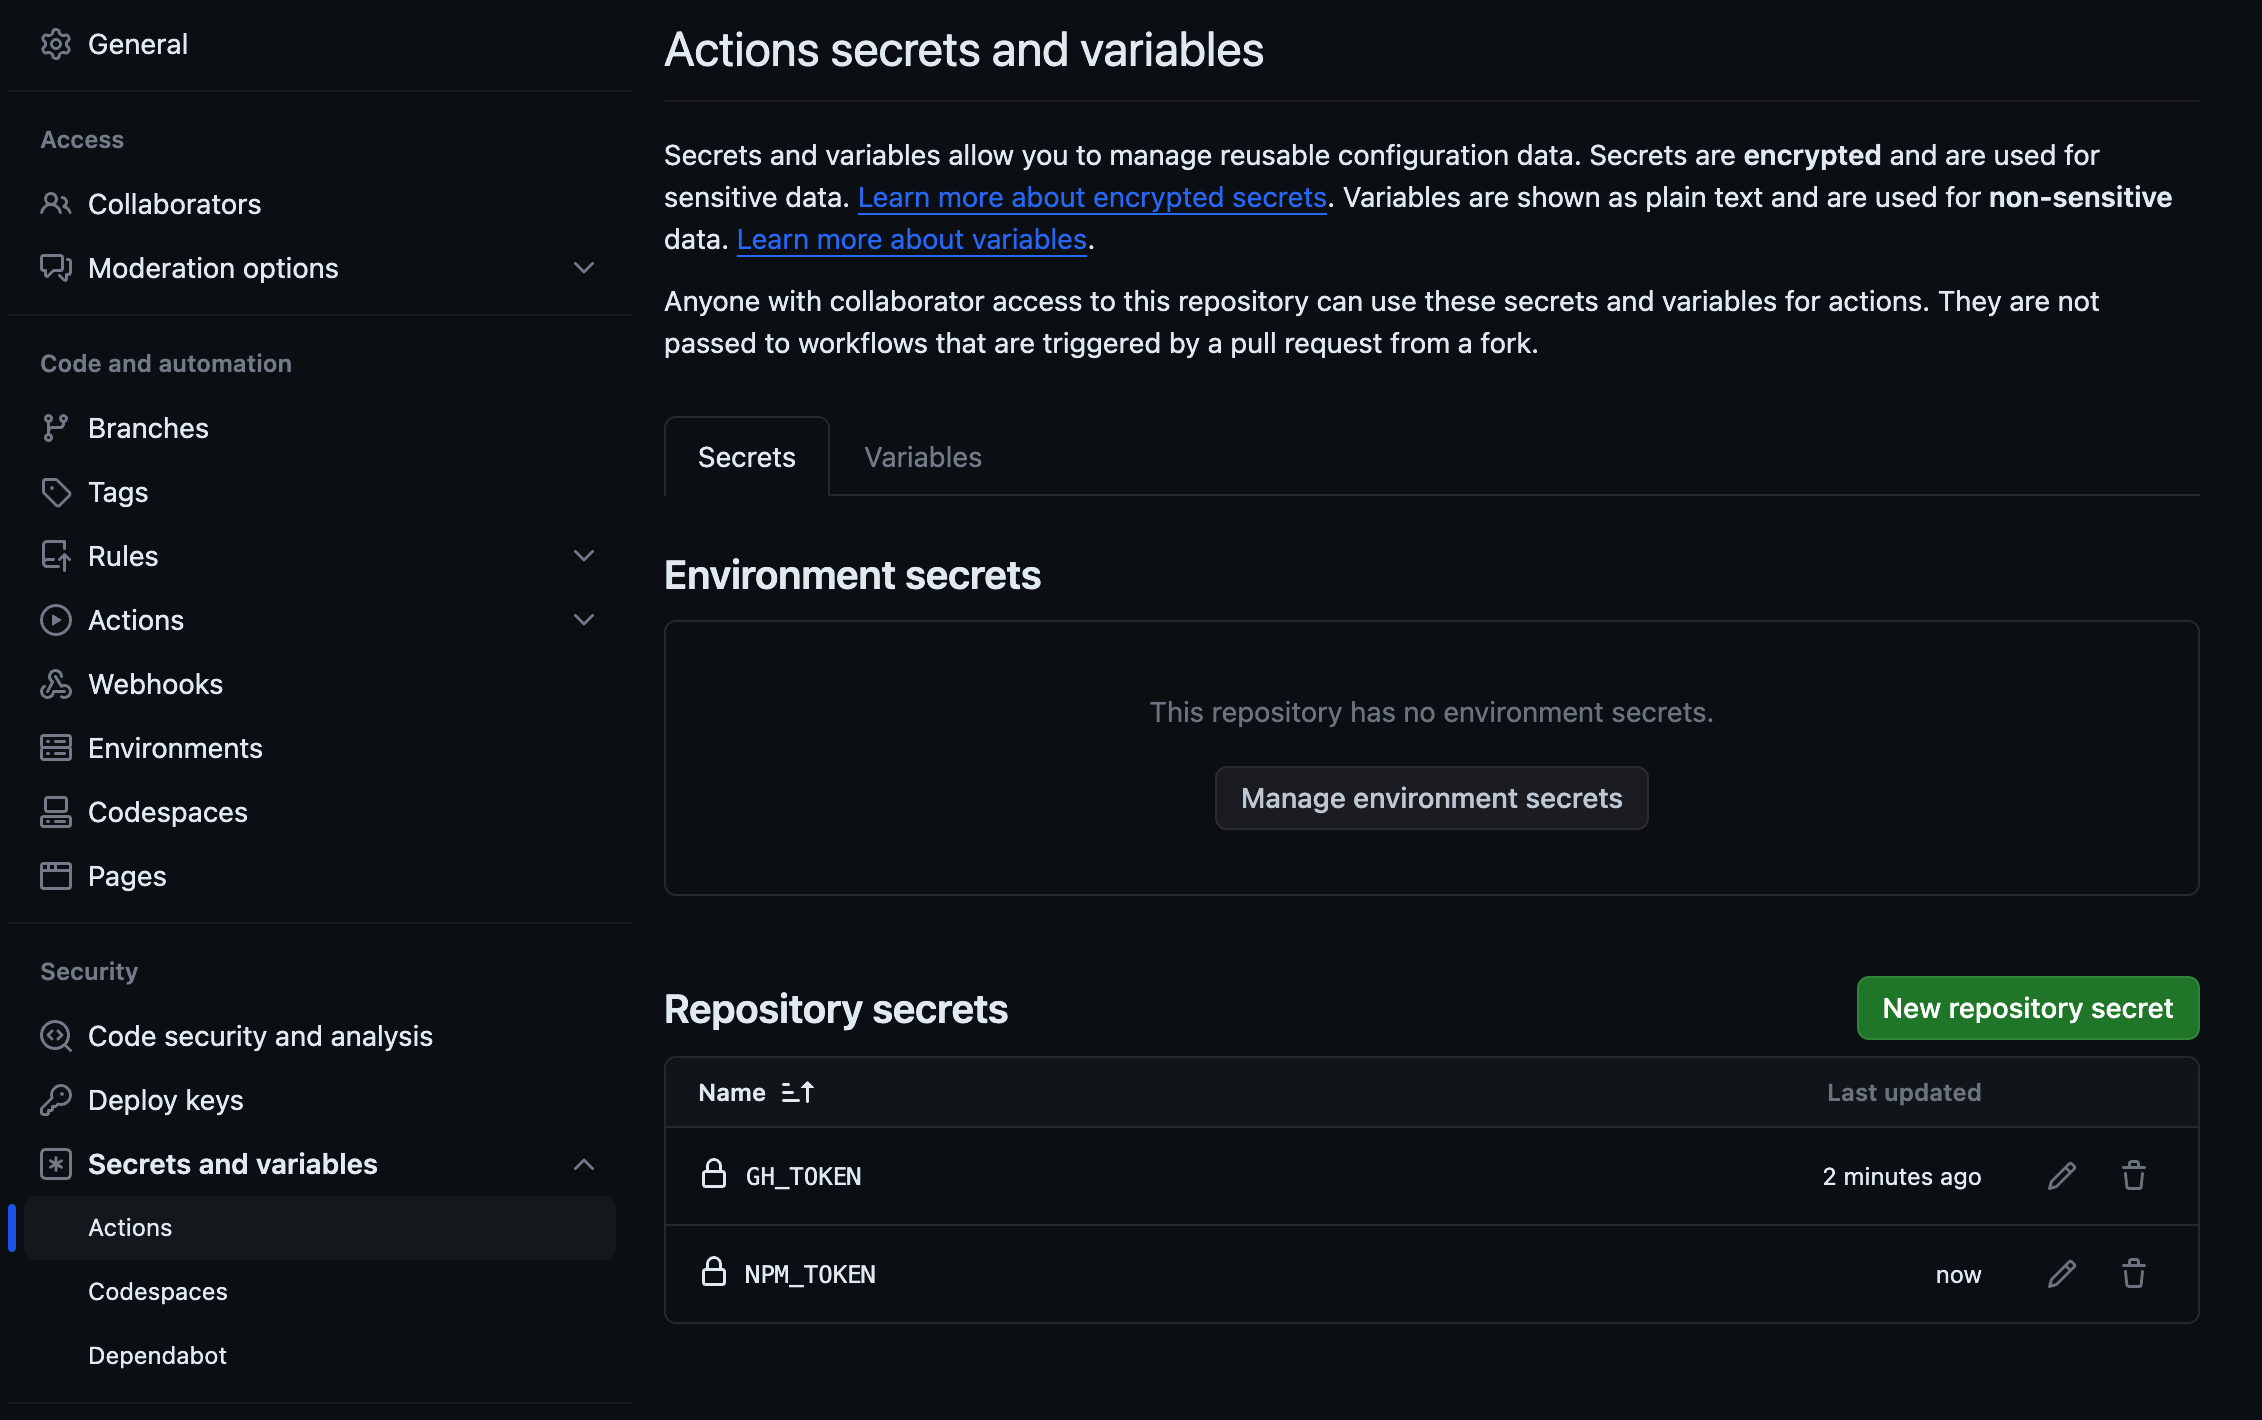 General
Access
Collaborators
Moderation options
Code and automation
Branches
Tags
Rules
Actions
Webhooks
Environments
Codespaces
Pages
Security
Code security and analysis
Deploy keys
Secrets and variables
Actions
Codespaces
Dependabot
Actions secrets and variables
Secrets and variables allow you to manage reusable configuration data. Secrets are encrypted and are used for
sensitive data. Learn more about encrypted secrets. Variables are shown as plain text and are used for non-sensitive
data. Learn more about variables.
Anyone with collaborator access to this repository can use these secrets and variables for actions. They are not
passed to workflows that are triggered by a pull request from a fork.
Secrets Variables
Environment secrets
This repository has no environment secrets.
Manage environment secrets
Repository secrets New repository secret
Name Last updated
GH_TOKEN 2 minutes ago
NPM_TOKEN now